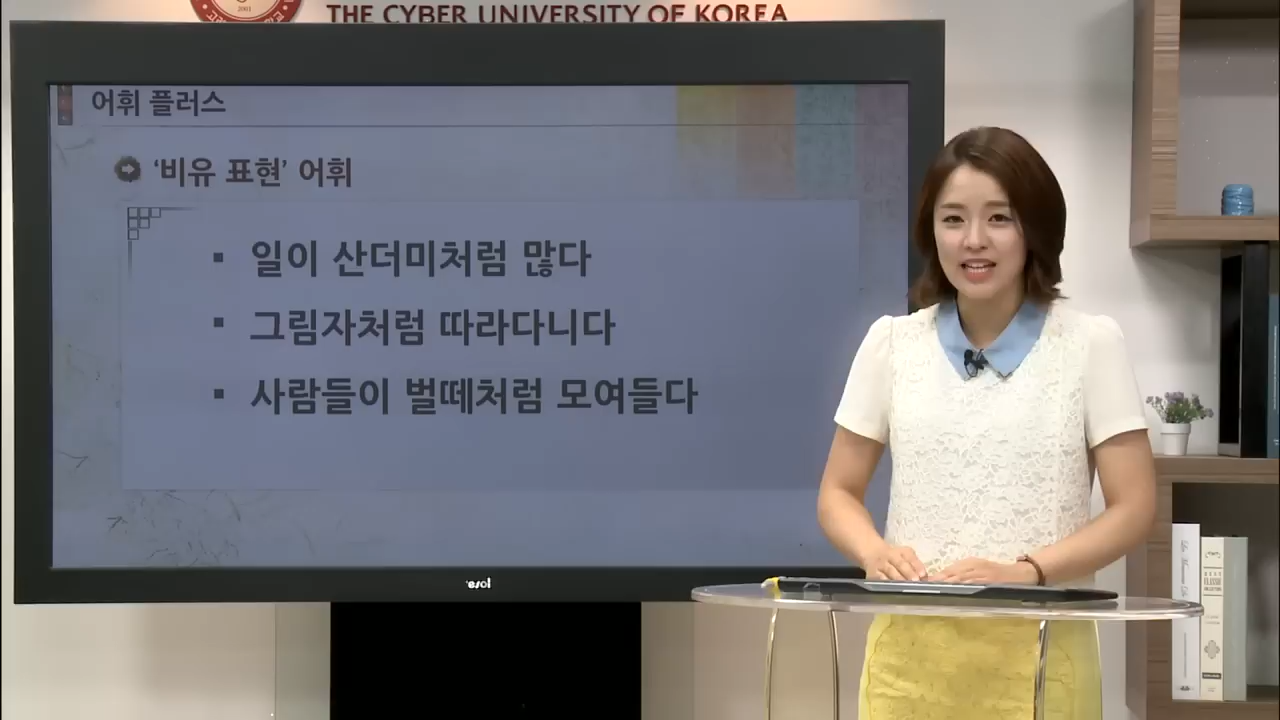 2001
THE CYBER UNIVERSITY OF KOREA
어휘 플러스
‘비유 표현’ 어휘
▪ 일이 산더미처럼 많다
▪ 그림자처럼 따라다니다
▪ 사람들이 벌떼처럼 모여들다
CLASSIC